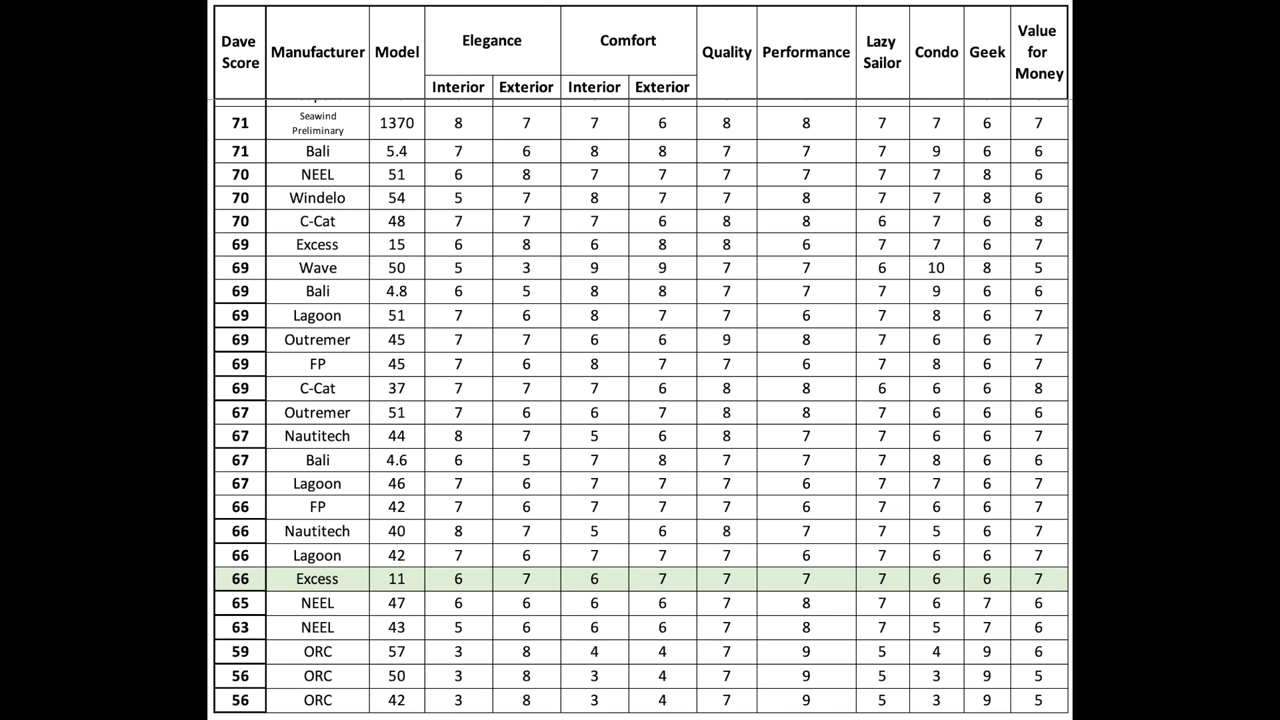 Dave Score Manufacturer Model Elegance Comfort Quality Performance Lazy Sailor Condo Geek Value for Money
Interior Exterior Interior Exterior
71 Seawind Preliminary 1370 8 7 7 6 8 8 7 7 6 7
71 Bali 5.4 7 6 8 8 7 7 7 9 6 6
70 NEEL 51 6 8 7 7 7 7 7 7 8 6
70 Windelo 54 5 7 8 7 7 8 7 7 8 6
70 C-Cat 48 7 7 7 6 8 8 6 7 6 8
69 Excess 15 6 8 6 8 8 6 7 7 6 7
69 Wave 50 5 3 9 9 7 7 6 10 8 5
69 Bali 4.8 6 5 8 8 7 7 7 9 6 6
69 Lagoon 51 7 6 8 7 7 6 7 8 6 7
69 Outremer 45 7 7 6 6 9 8 7 6 6 7
69 FP 45 7 6 8 7 7 6 7 8 6 7
69 C-Cat 37 7 7 7 6 8 8 6 6 6 8
67 Outremer 51 7 6 6 7 8 8 7 6 6 6
67 Nautitech 44 8 7 5 6 8 7 7 6 6 7
67 Bali 4.6 6 5 7 8 7 7 7 8 6 6
67 Lagoon 46 7 6 7 7 7 6 7 7 6 7
66 FP 42 7 6 7 7 7 6 7 6 6 7
66 Nautitech 40 8 7 5 6 8 7 7 5 6 7
66 Lagoon 42 7 6 7 7 7 6 7 6 6 7
66 Excess 11 6 7 6 7 7 7 7 6 6 7
65 NEEL 47 6 6 6 6 7 8 7 6 7 6
63 NEEL 43 5 6 6 6 7 8 7 5 7 6
59 ORC 57 3 8 4 4 7 9 5 4 9 6
56 ORC 50 3 8 3 4 7 9 5 3 9 5
56 ORC 42 3 8 3 4 7 9 5 3 9 5